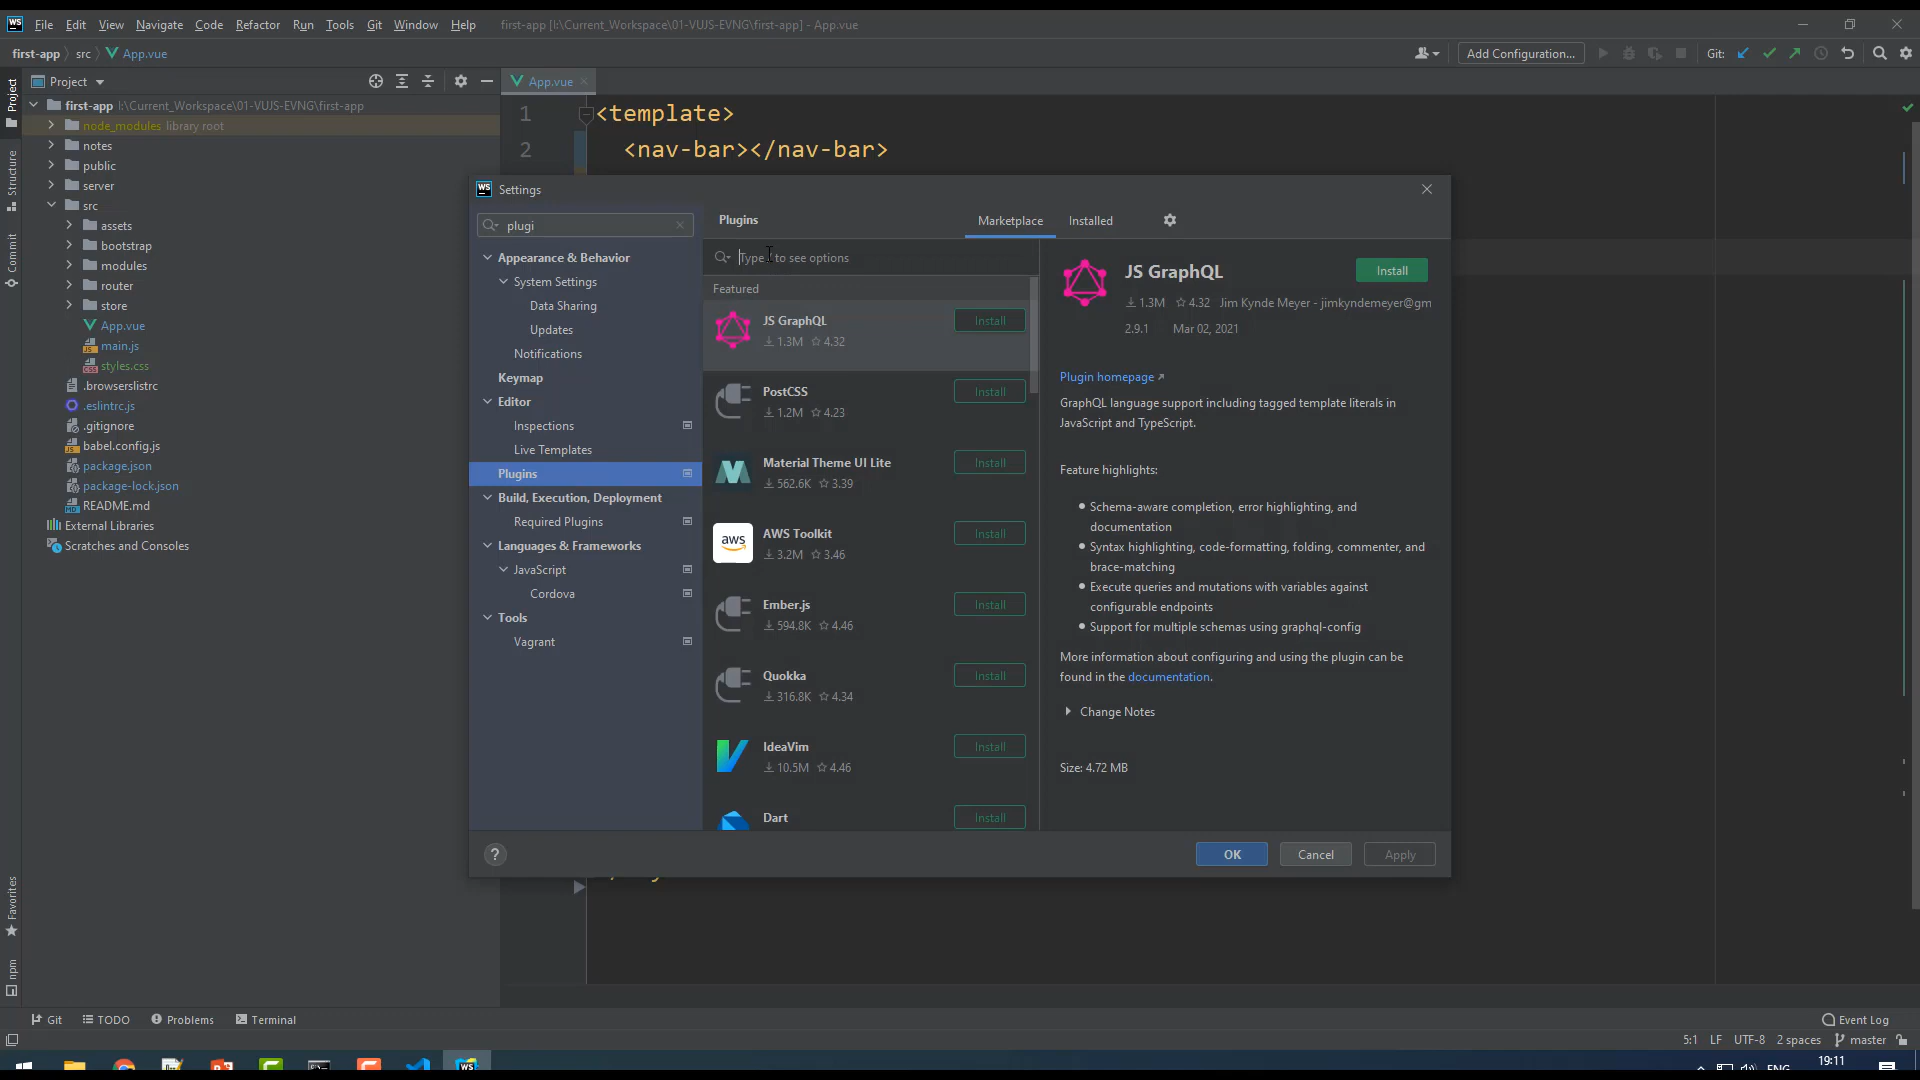 WS File Edit View Navigate Code Refactor Run Tools Git Window Help first-app [I:\Current_Workspace\01-VUJS-EVNG\first-app] - App.vue
first-app src App.vue Add Configuration... Git:
Project App.vue
first-app I:\Current_Workspace\01-VUJS-EVNG\first-app
node_modules library root
notes
public
server
src
assets
bootstrap
modules
router
store
App.vue
main.js
styles.css
.browserslistrc
.eslintrc.js
.gitignore
babel.config.js
package.json
package-lock.json
README.md
External Libraries
Scratches and Consoles
Project
Structure
Commit
Favorites
npm
1 <template>
2 <nav-bar></nav-bar>
WS Settings
plugi
Appearance & Behavior
System Settings
Data Sharing
Updates
Notifications
Keymap
Editor
Inspections
Live Templates
Plugins
Build, Execution, Deployment
Required Plugins
Languages & Frameworks
JavaScript
Cordova
Tools
Vagrant
Plugins Marketplace Installed
Type / to see options
Featured
JS GraphQL Install
1.3M 4.32
PostCSS Install
1.2M 4.23
Material Theme UI Lite Install
562.6K 3.39
aws AWS Toolkit Install
3.2M 3.46
Ember.js Install
594.8K 4.46
Quokka Install
316.8K 4.34
IdeaVim Install
10.5M 4.46
Dart Install
JS GraphQL Install
1.3M 4.32 Jim Kynde Meyer - jimkyndemeyer@gm
2.9.1 Mar 02, 2021
Plugin homepage
GraphQL language support including tagged template literals in
JavaScript and TypeScript.
Feature highlights:
Schema-aware completion, error highlighting, and
documentation
Syntax highlighting, code-formatting, folding, commenter, and
brace-matching
Execute queries and mutations with variables against
configurable endpoints
Support for multiple schemas using graphql-config
More information about configuring and using the plugin can be
found in the documentation.
Change Notes
Size: 4.72 MB
? OK Cancel Apply
Git TODO Problems Terminal Event Log
5:1 LF UTF-8 2 spaces master
WS ENG 19:11